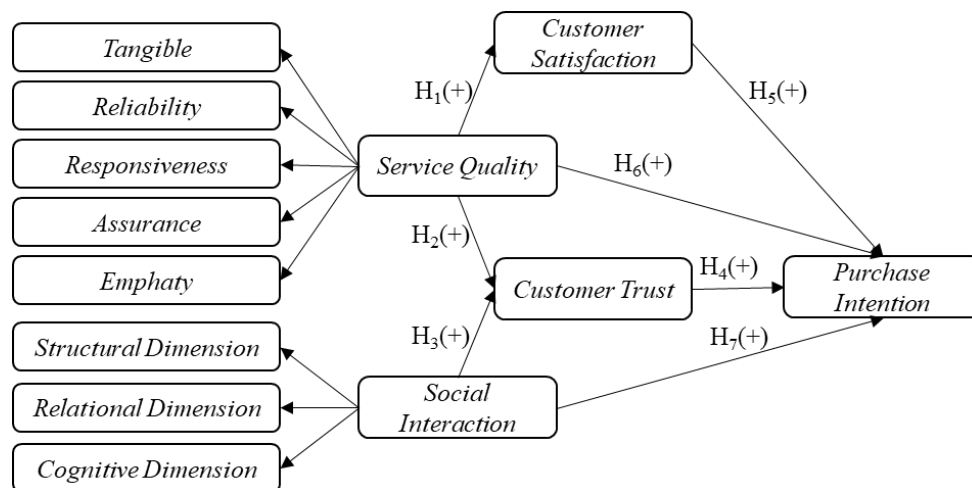 Tangible
Reliability
Responsiveness
Assurance
Emphaty
Structural Dimension
Relational Dimension
Cognitive Dimension
Service Quality
Social
Interaction
H₁(+)
H₂(+)
H₃(+)
Customer
Satisfaction
Customer Trust
H₅(+)
H₆(+)
H₄(+)
H₇(+)
Purchase
Intention